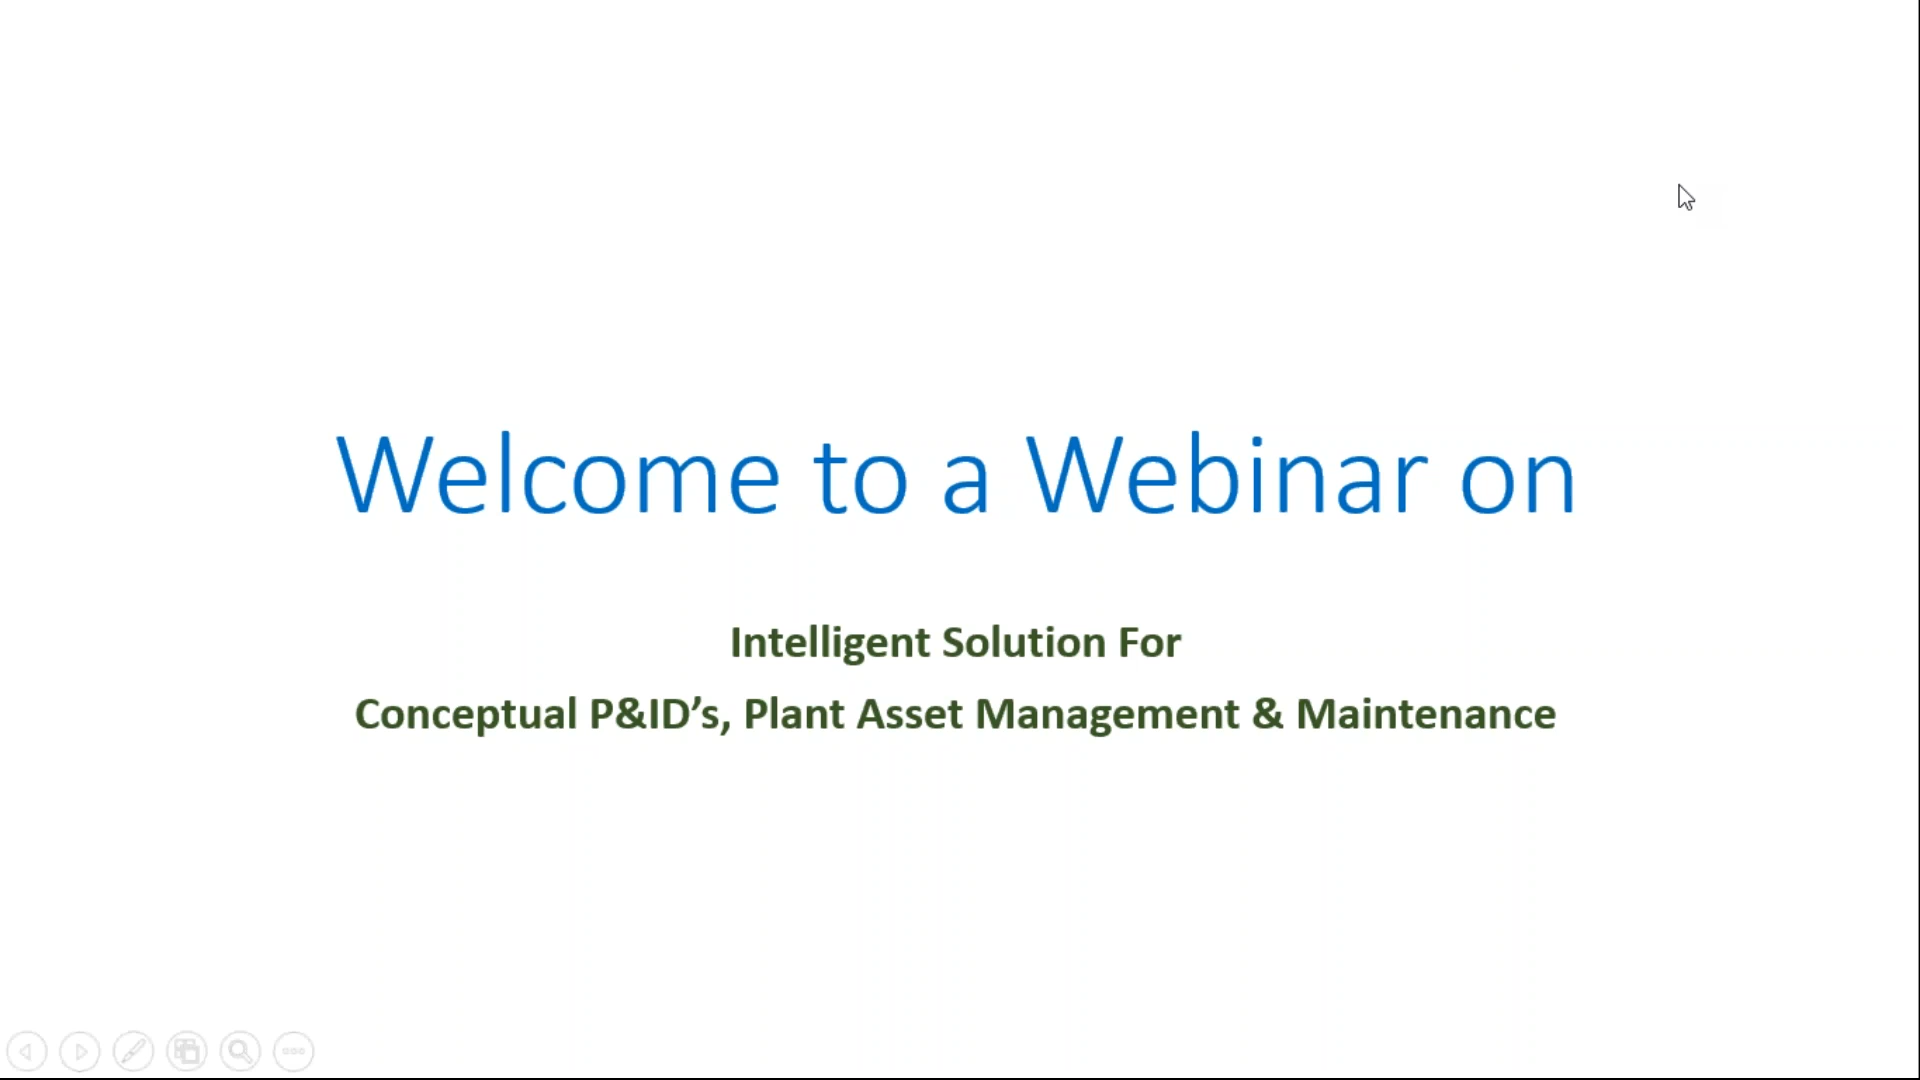 Welcome to a Webinar on
Intelligent Solution For
Conceptual P&ID’s, Plant Asset Management & Maintenance